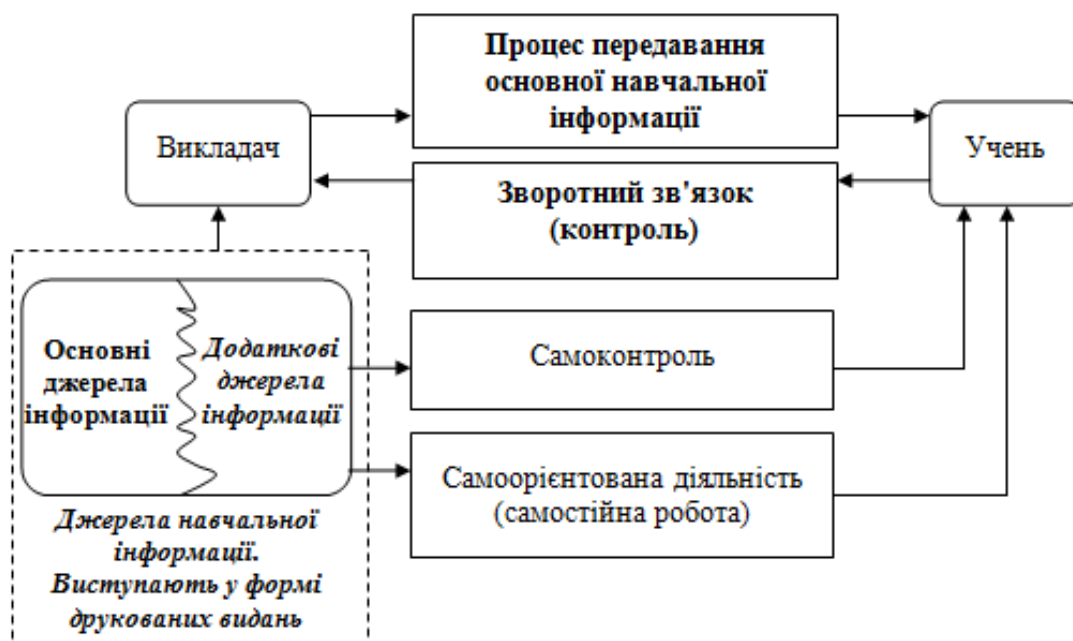 Процес передавання
основної навчальної
інформації
Викладач
Учень
Зворотний зв'язок
(контроль)
Основні
джерела
інформації
Додаткові
джерела
інформації
Самоконтроль
Самоорієнтована діяльність
(самостійна робота)
Джерела навчальної
інформації.
Виступають у формі
друкованих видань